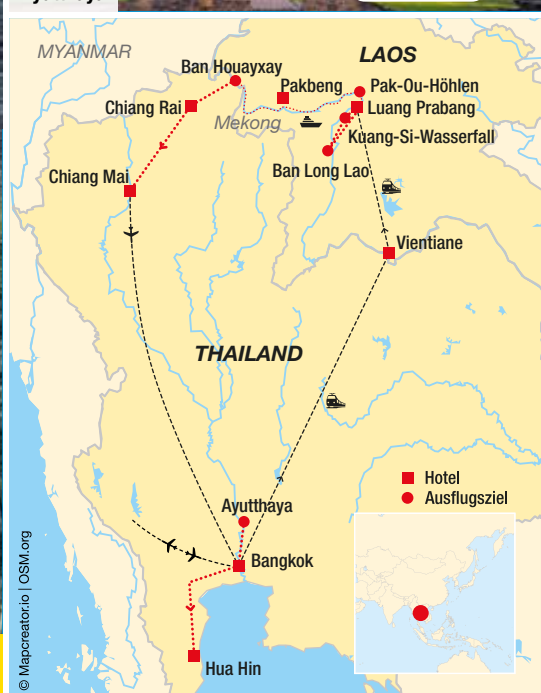 MYANMAR
LAOS
Ban Houayxay
Pakbeng
Pak-Ou-Höhlen
Chiang Rai
Luang Prabang
Mekong
Kuang-Si-Wasserfall
Ban Long Lao
Chiang Mai
Vientiane
THAILAND
Hotel
Ausflugsziel
Ayutthaya
Bangkok
Hua Hin
© Mapcreator.io | OSM.org